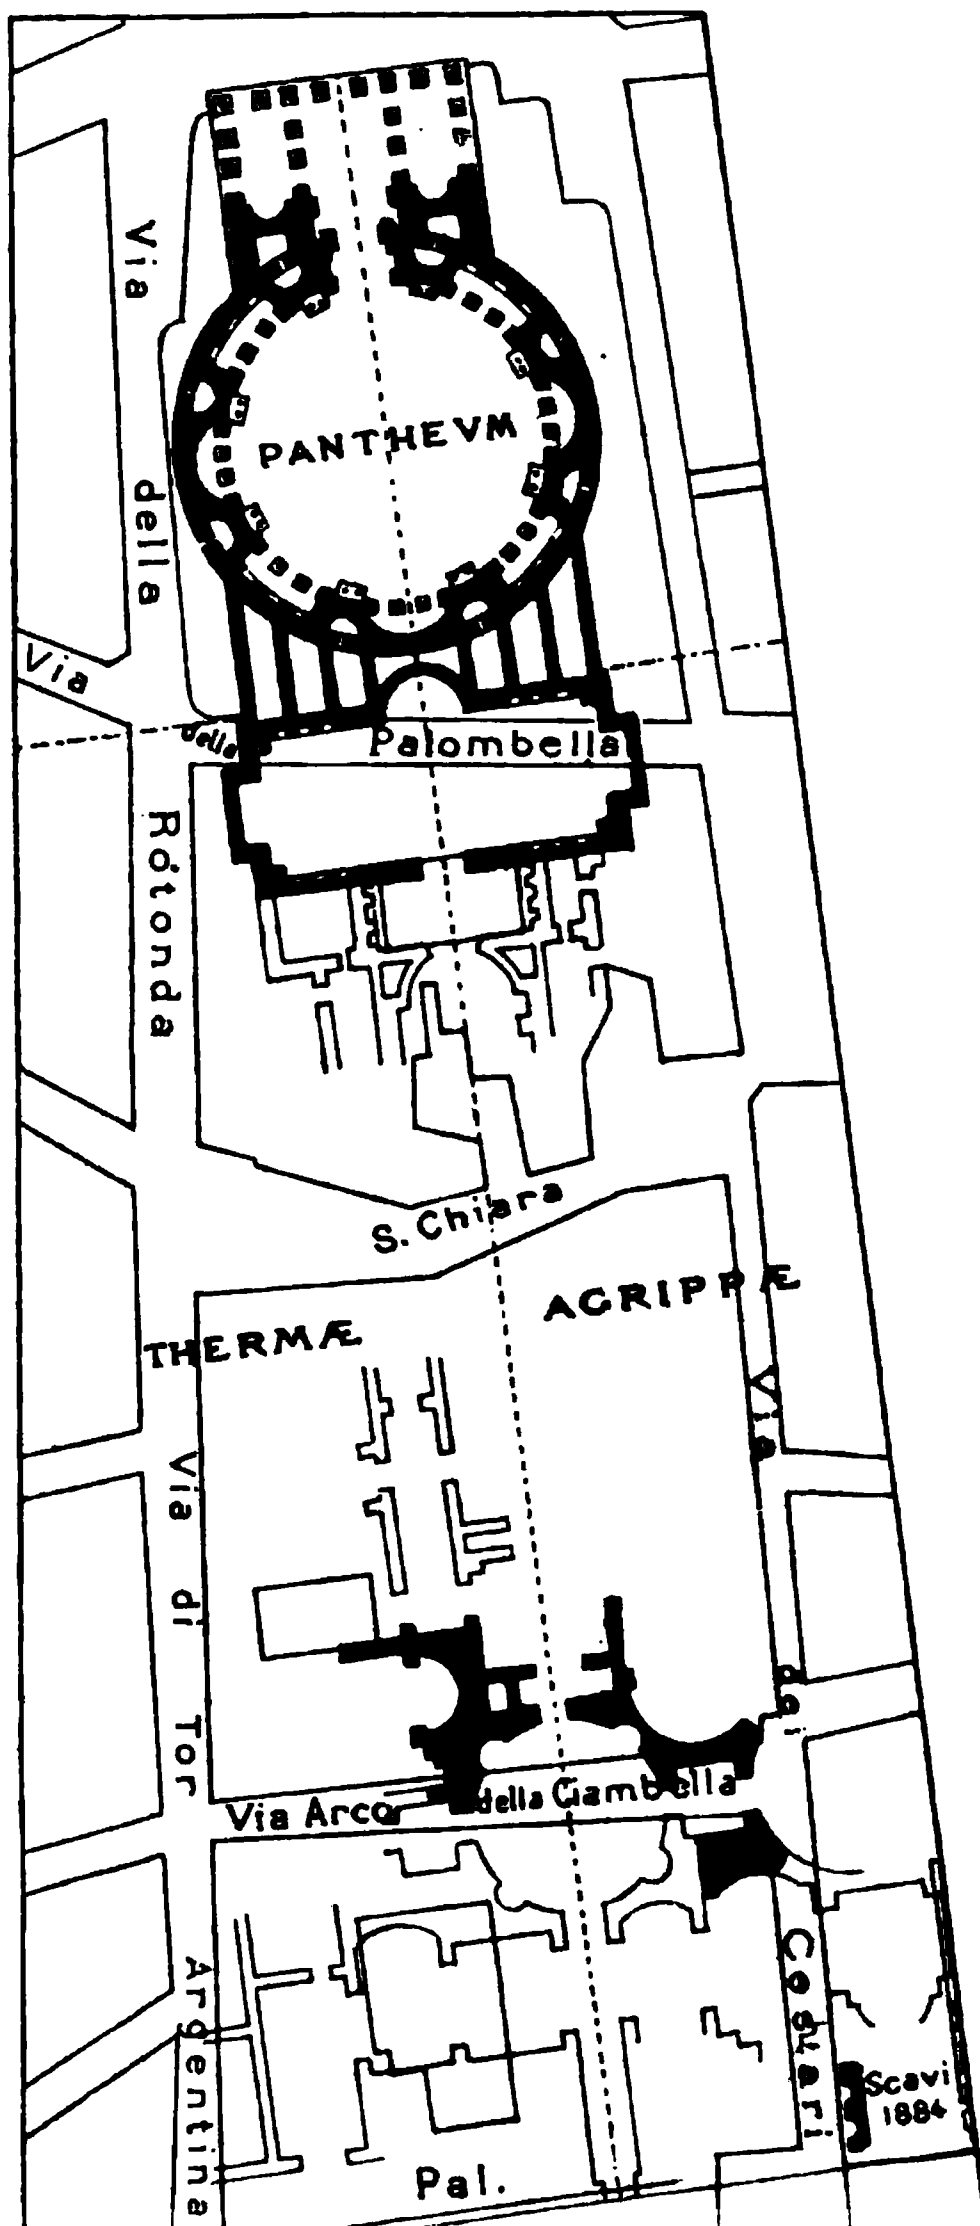 PANTHEVM
Via della Rotonda
Via della Palombella
S. Chiara
THERMÆ AGRIPPÆ
Via di Tor Argentina
Via dei Cestari
Via Arco della Ciambella
Scavi
1884
Pal.